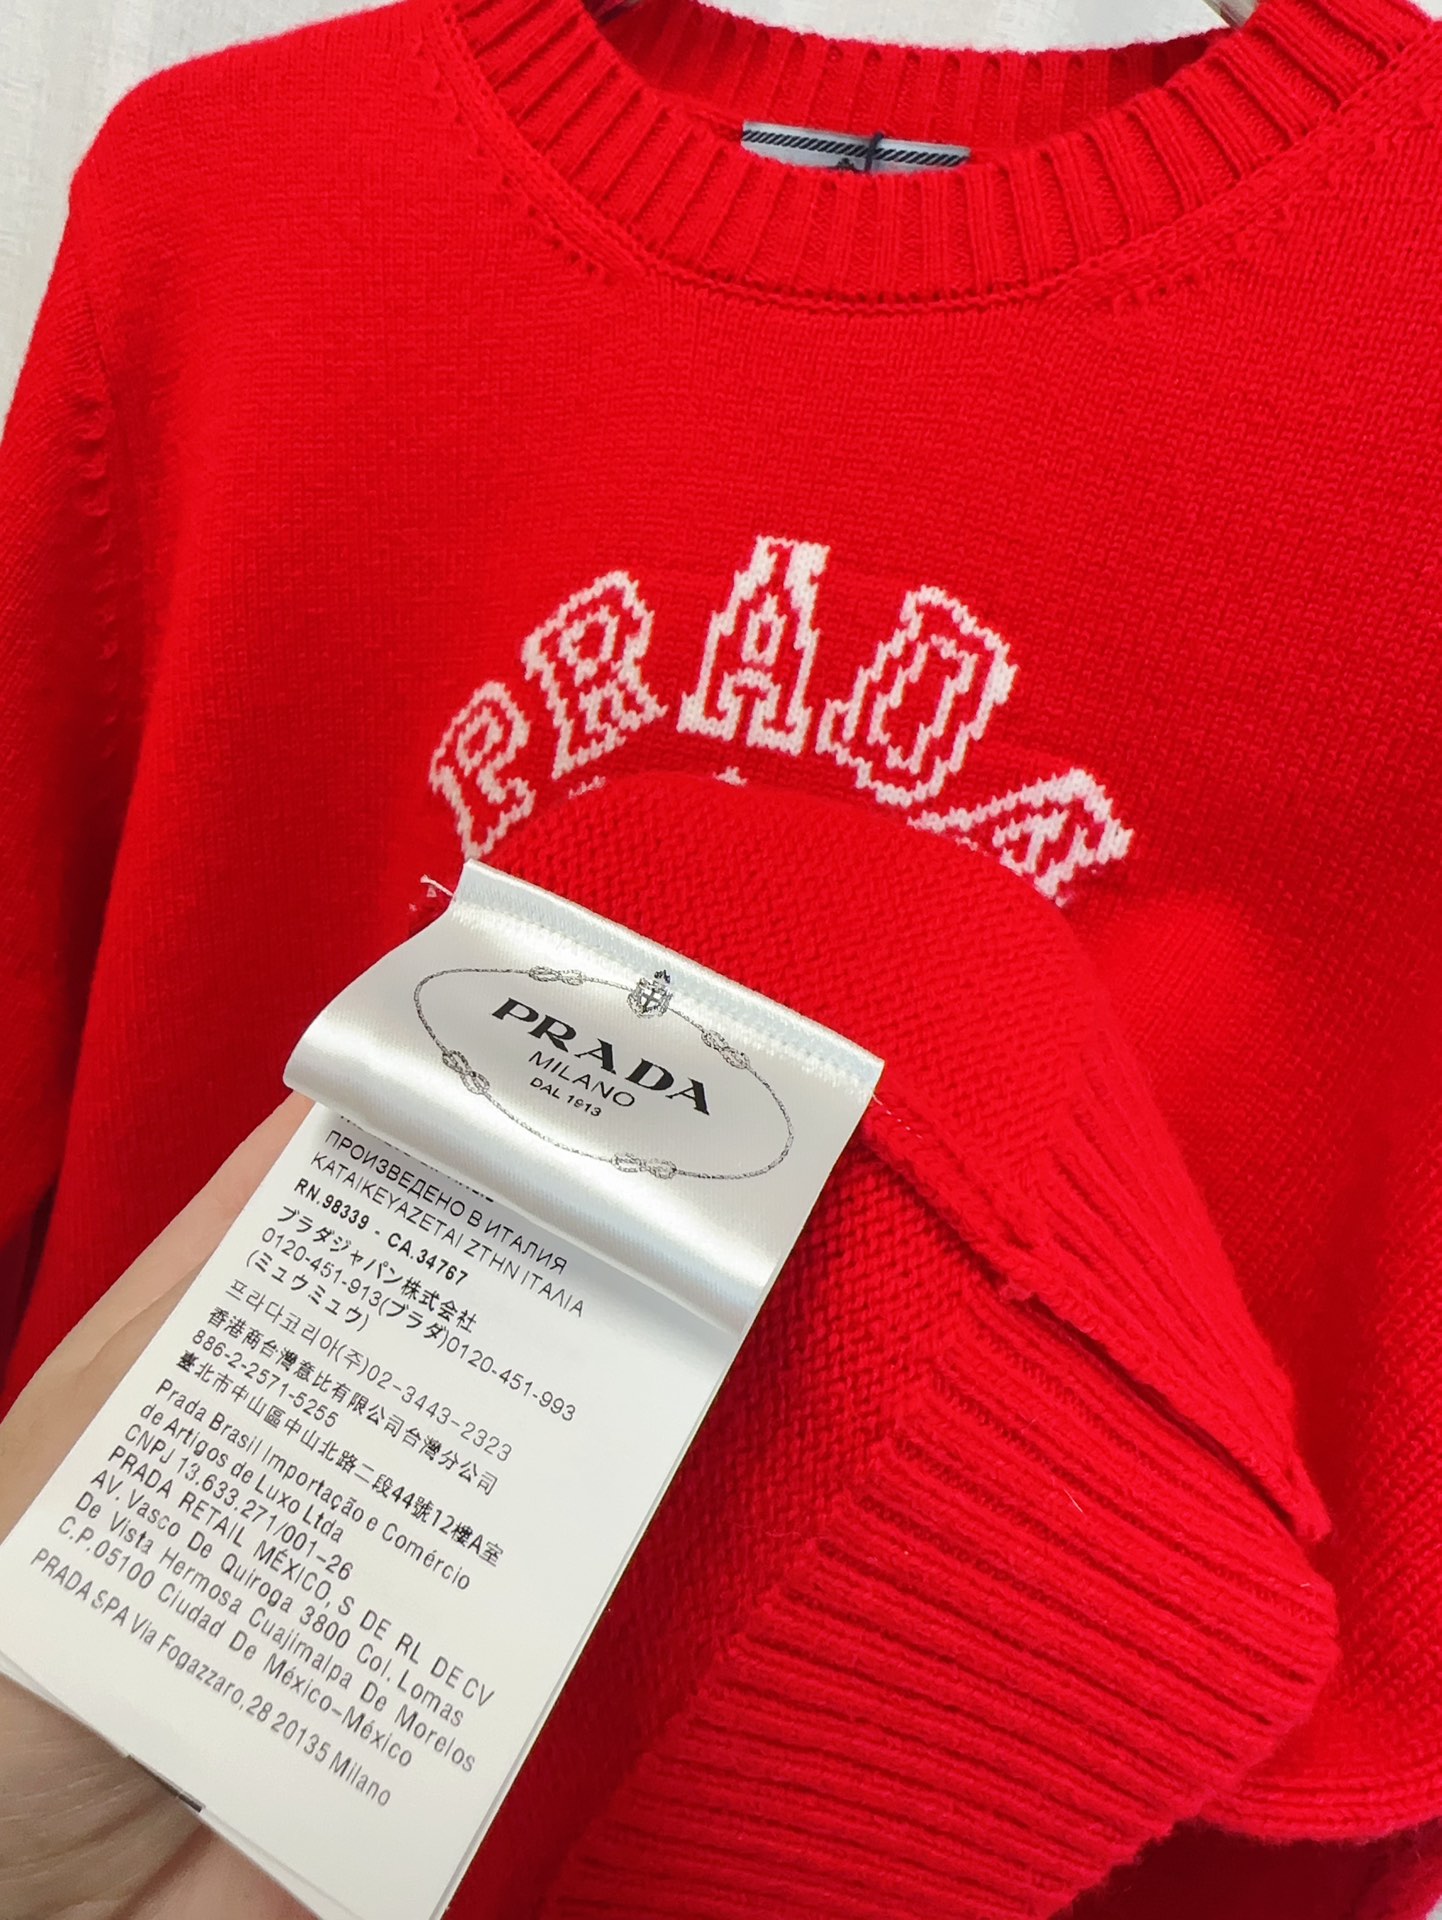 PRADA
PRADA
MILANO
DAL 1913
ПРОИЗВЕДЕНО В ИТАЛИЯ
ΚΑΤΑΙΚΕΥΑΖΕΤΑΙ ΖΤΗΝ ΙΤΑΛΙΑ
RN.98339 - CA.34767
プラダジャパン株式会社
0120-451-913(プラダ)0120-451-993
(ミュウミュウ)
프라다코리아(주)02-3443-2323
香港商台灣意比有限公司台灣分公司
886-2-2571-5255
臺北市中山區中山北路二段44號12樓A室
Prada Brasil Importação e Comércio
de Artigos de Luxo Ltda
CNPJ 13.633.271/001-26
PRADA RETAIL MÉXICO, S DE RL DE CV
AV. Vasco De Quiroga 3800 Col. Lomas
De Vista Hermosa Cuajimalpa De Morelos
C.P.05100 Ciudad De México-México
PRADA SPA Via Fogazzaro, 28 20135 Milano